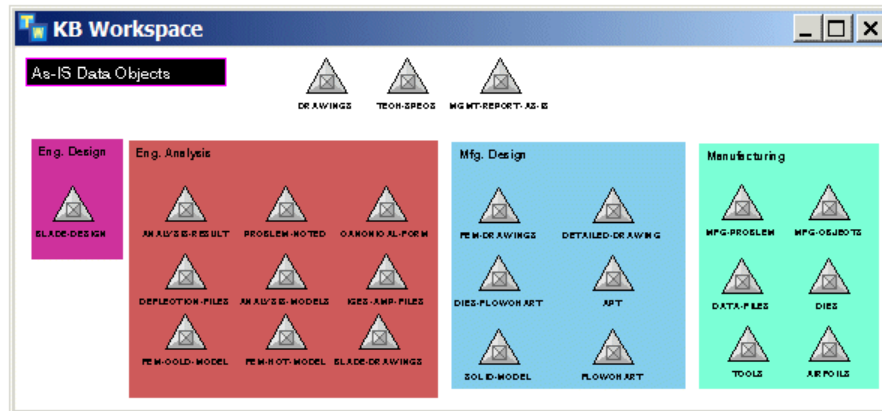 TW KB Workspace
As-IS Data Objects
DRAWINGS TECH-SPECS MGMT-REPORT-AS-IS
Eng. Design Eng. Analysis Mfg. Design Manufacturing
BLADE-DESIGN ANALYSIS-RESULT PROBLEM-NOTED CANONICAL-FORM FEM-DRAWINGS DETAILED-DRAWING MFG-PROBLEM MFG-OBJECTS
DEFLECTION-FILES ANALYSIS-MODELS IGES-AMP-FILES DIES-FLOWCHART APT DATA-FILES DIES
FEM-COLD-MODEL FEM-HOT-MODEL BLADE-DRAWINGS SOLID-MODEL FLOWCHART TOOLS AIRFOILS